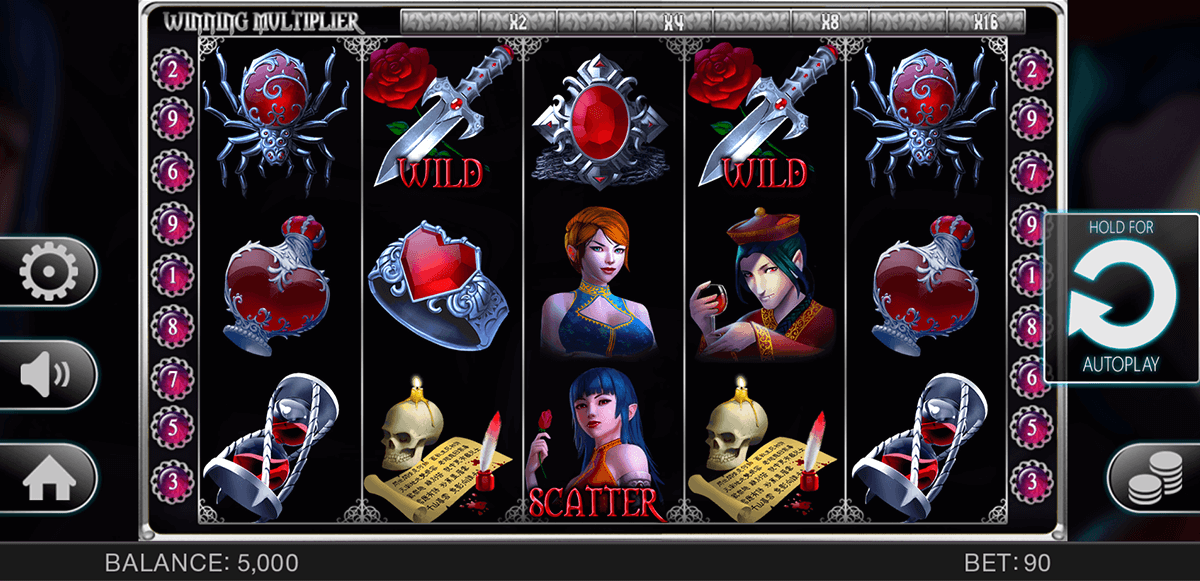 WINNING MULTIPLIER
X2
X4
X8
X16
2
9
6
9
1
8
7
5
3
2
9
7
9
1
8
6
5
3
WILD
WILD
SCATTER
HOLD FOR
AUTOPLAY
BALANCE: 5,000
BET: 90